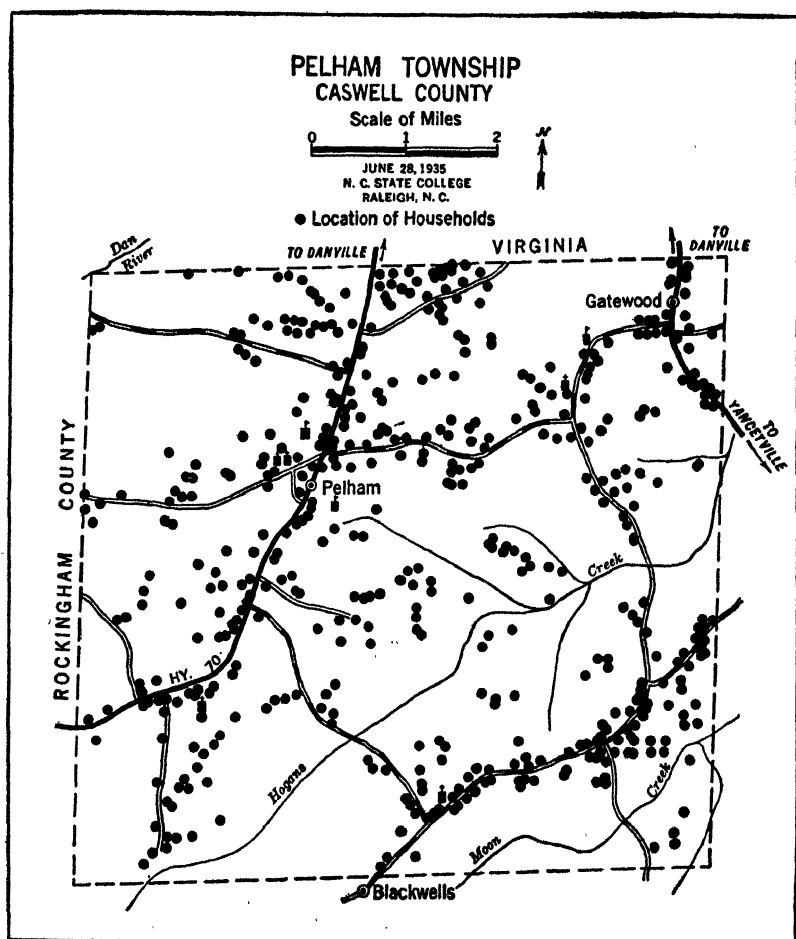 PELHAM TOWNSHIP
CASWELL COUNTY
Scale of Miles
0 1 2
N
JUNE 28, 1935
N. C. STATE COLLEGE
RALEIGH, N. C.
● Location of Households
Dan
River
TO DANVILLE
VIRGINIA
TO
DANVILLE
Gatewood
TO
YANCEYVILLE
ROCKINGHAM COUNTY
Pelham
Creek
HY. 70
Hogans
Creek
Moon
Blackwells